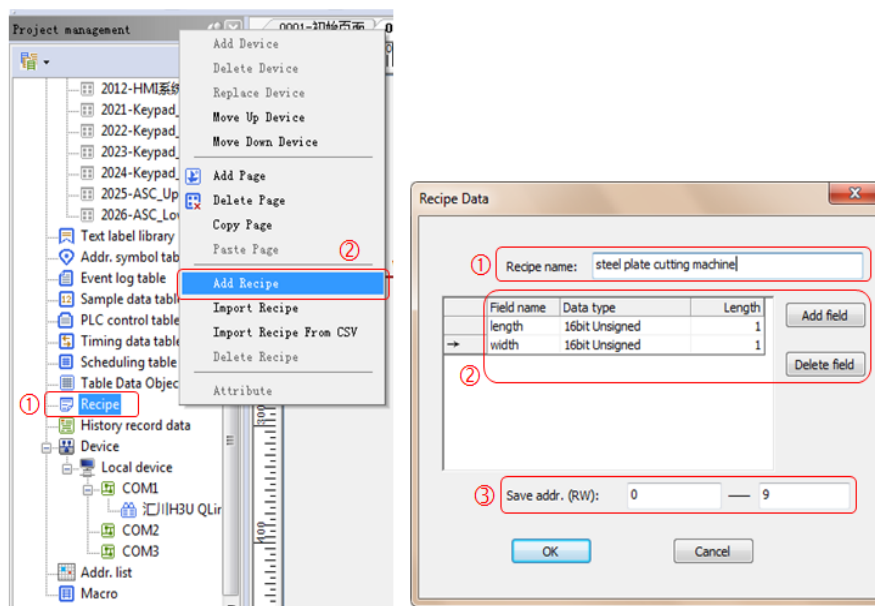 Project management
0001-初始页面
0
2012-HMI系
2021-Keypad_
2022-Keypad_
2023-Keypad_
2024-Keypad_
2025-ASC_Up
2026-ASC_Lo
Text label library
Addr. symbol tab
Event log table
Sample data tabl
PLC control table
Timing data table
Scheduling table
Table Data Objec
① Recipe
History record data
Device
Local device
COM1
汇川H3U QLir
COM2
COM3
Addr. list
Macro
Add Device
Delete Device
Replace Device
Move Up Device
Move Down Device
Add Page
Delete Page
Copy Page
Paste Page
②
Add Recipe
Import Recipe
Import Recipe From CSV
Delete Recipe
Attribute
300
400
Recipe Data
① Recipe name: steel plate cutting machine
Field name Data type Length
length 16bit Unsigned 1
width 16bit Unsigned 1
②
Add field
Delete field
③ Save addr. (RW): 0 — 9
OK Cancel